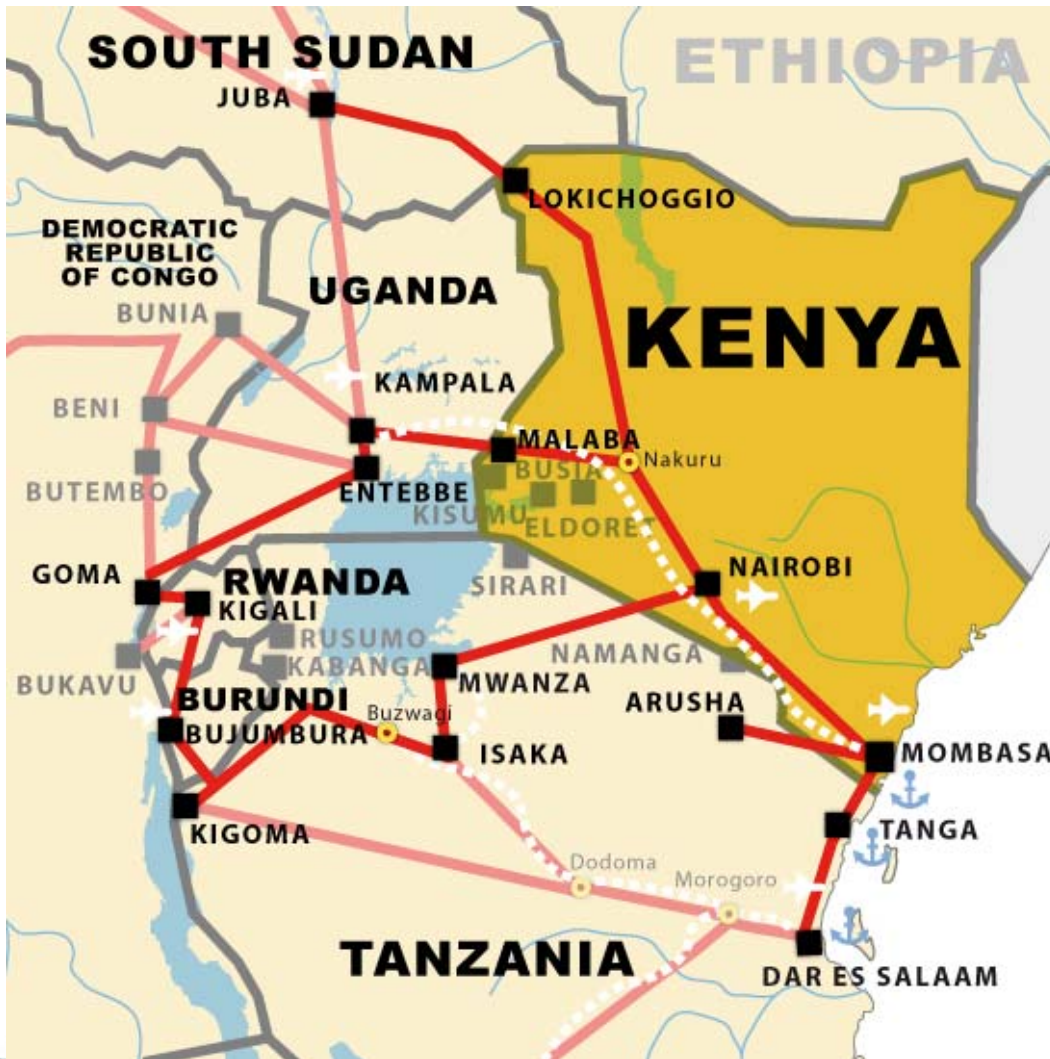 SOUTH SUDAN
ETHIOPIA
JUBA
LOKICHOGGIO
DEMOCRATIC
REPUBLIC
OF CONGO
UGANDA
BUNIA
KENYA
KAMPALA
BENI
MALABA
Nakuru
BUSIA
BUTEMBO
ENTEBBE
KISUMU
ELDORET
GOMA
RWANDA
NAIROBI
SIRARI
KIGALI
RUSUMO
NAMANGA
KABANGA
BUKAVU
MWANZA
BURUNDI
ARUSHA
Buzwagi
BUJUMBURA
ISAKA
MOMBASA
KIGOMA
TANGA
Dodoma
Morogoro
TANZANIA
DAR ES SALAAM